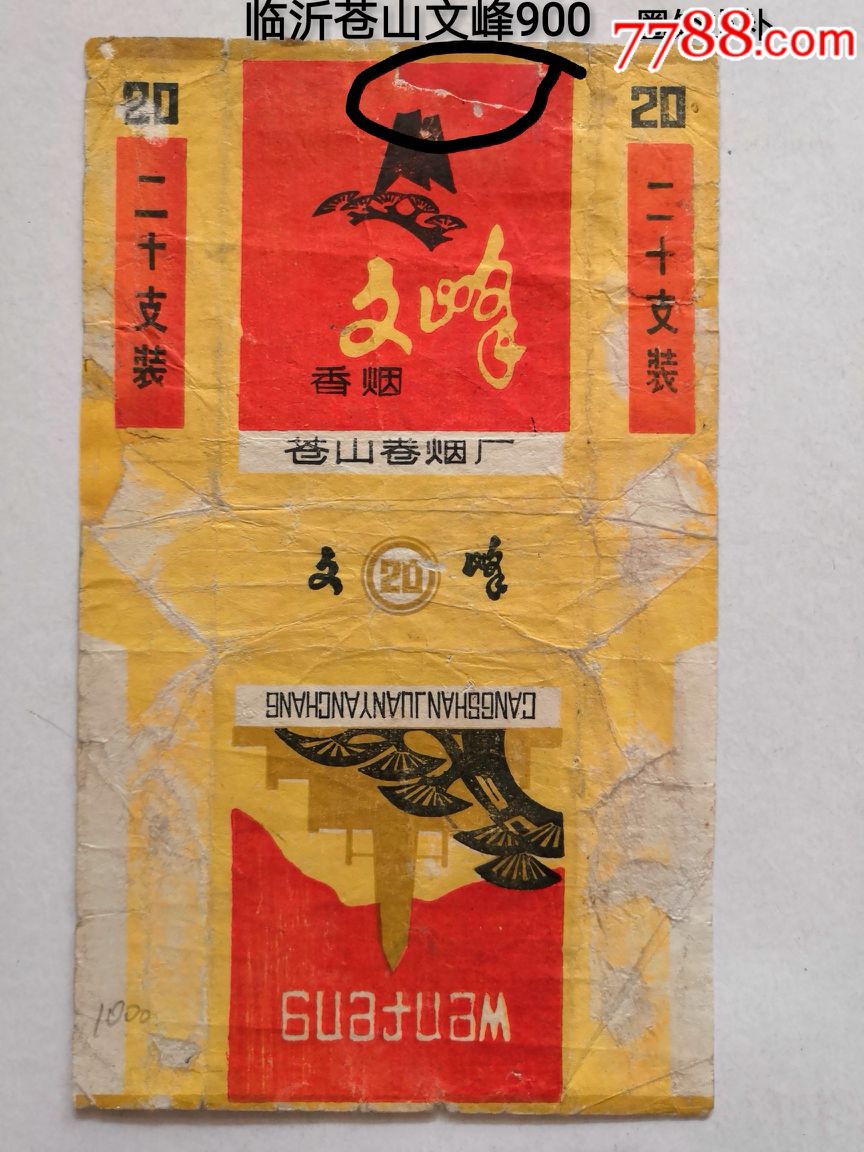 临沂苍山文峰900
7788.com
20
二十支装
文峰
香烟
苍山卷烟厂
20
二十支装
文 20 峰
CANGSHANJUANYANCHANG
wenfeng
1000